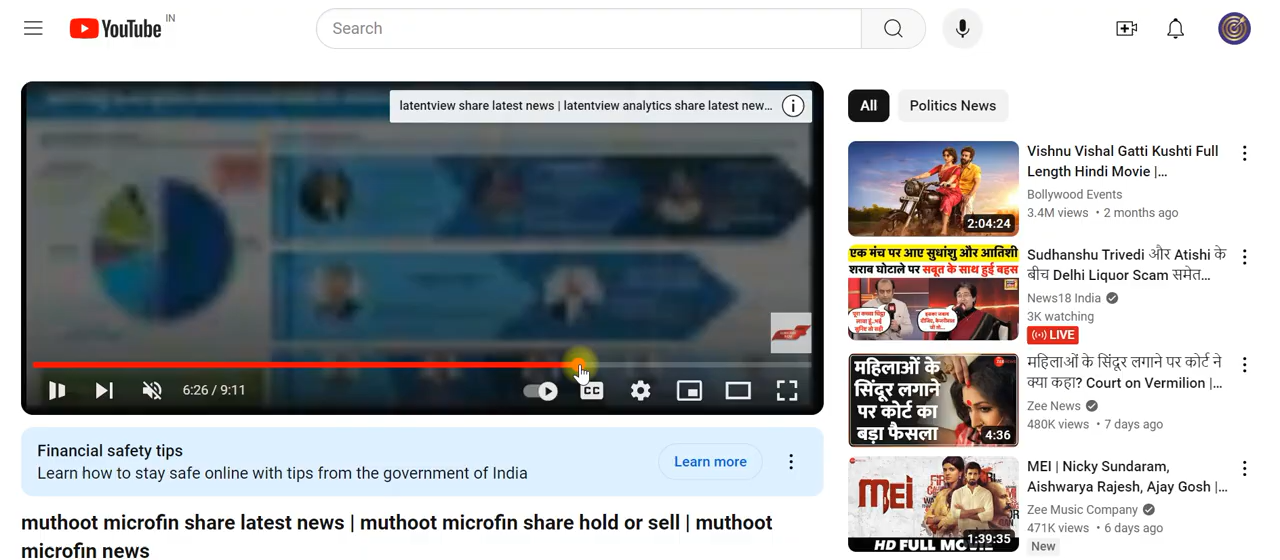 YouTube IN
Search
latentview share latest news | latentview analytics share latest new...
6:26 / 9:11
CC
Financial safety tips
Learn how to stay safe online with tips from the government of India
Learn more
muthoot microfin share latest news | muthoot microfin share hold or sell | muthoot
microfin news
All
Politics News
2:04:24
Vishnu Vishal Gatti Kushti Full
Length Hindi Movie |...
Bollywood Events
3.4M views • 2 months ago
एक मंच पर आए सुधांशु और आतिशी
शराब घोटाले पर सबूत के साथ हुई बहस
Sudhanshu Trivedi और Atishi के
बीच Delhi Liquor Scam समेत...
News18 India
3K watching
LIVE
महिलाओं के
सिंदूर लगाने
पर कोर्ट का
बड़ा फैसला
4:36
महिलाओं के सिंदूर लगाने पर कोर्ट ने
क्या कहा? Court on Vermilion |...
Zee News
480K views • 7 days ago
MEI
HD FULL MOVIE
1:39:35
MEI | Nicky Sundaram,
Aishwarya Rajesh, Ajay Gosh |...
Zee Music Company
471K views • 6 days ago
New